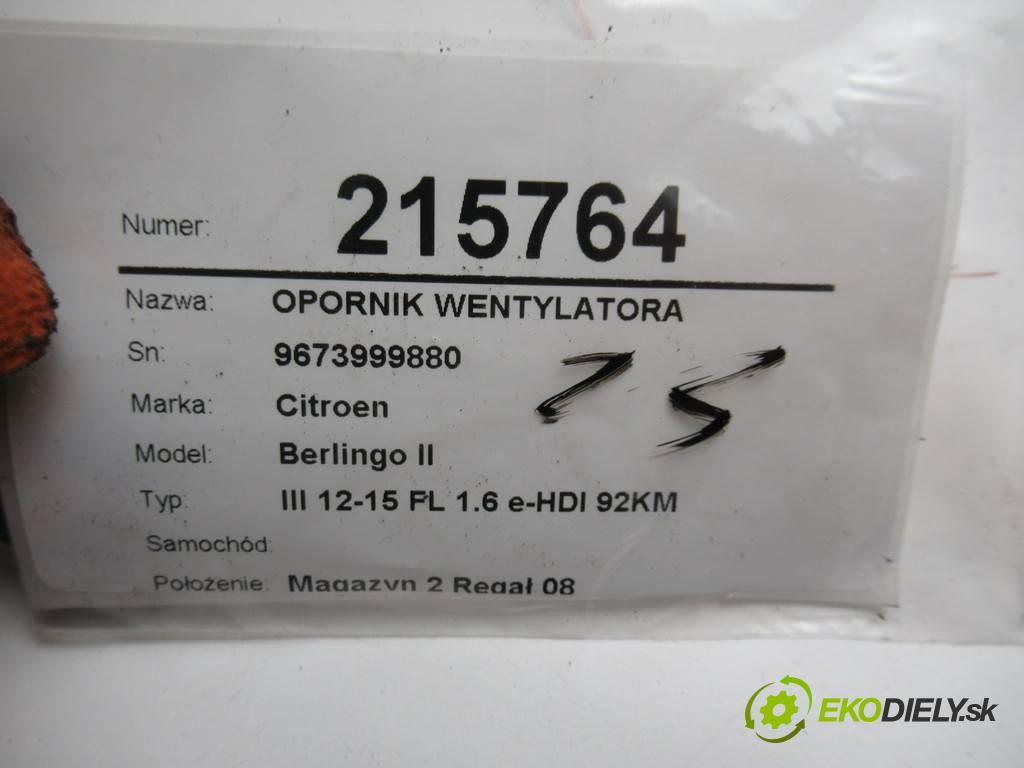 Numer: 215764
Nazwa: OPORNIK WENTYLATORA
Sn: 9673999880
Marka: Citroen
Model: Berlingo II
Typ: III 12-15 FL 1.6 e-HDI 92KM
Samochód:
Położenie: Magazyn 2 Regał 08
EKODIELY.sk